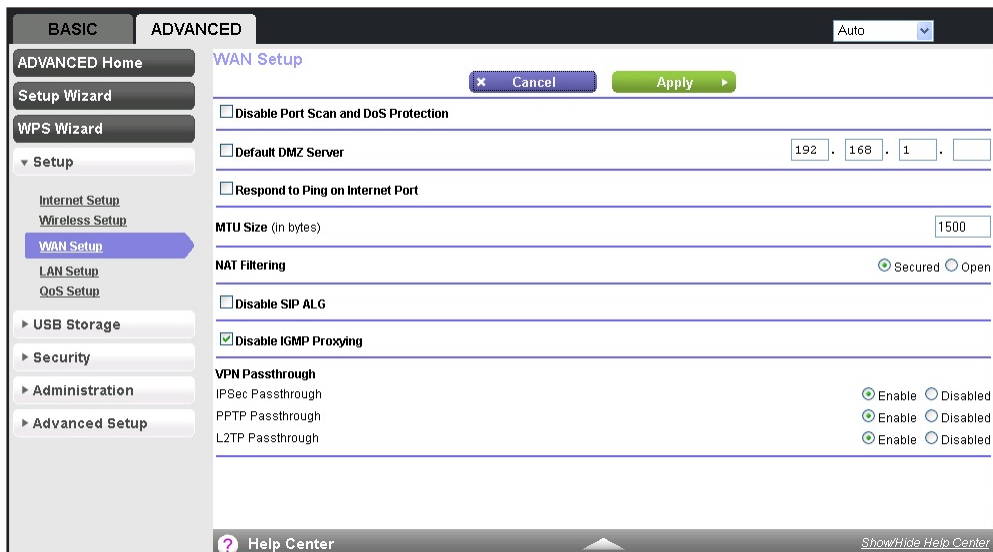 BASIC
ADVANCED
Auto
ADVANCED Home
Setup Wizard
WPS Wizard
Setup
Internet Setup
Wireless Setup
WAN Setup
LAN Setup
QoS Setup
USB Storage
Security
Administration
Advanced Setup
WAN Setup
Cancel
Apply
Disable Port Scan and DoS Protection
Default DMZ Server 192 . 168 . 1 .
Respond to Ping on Internet Port
MTU Size (in bytes) 1500
NAT Filtering Secured Open
Disable SIP ALG
Disable IGMP Proxying
VPN Passthrough
IPSec Passthrough Enable Disabled
PPTP Passthrough Enable Disabled
L2TP Passthrough Enable Disabled
? Help Center Show/Hide Help Center